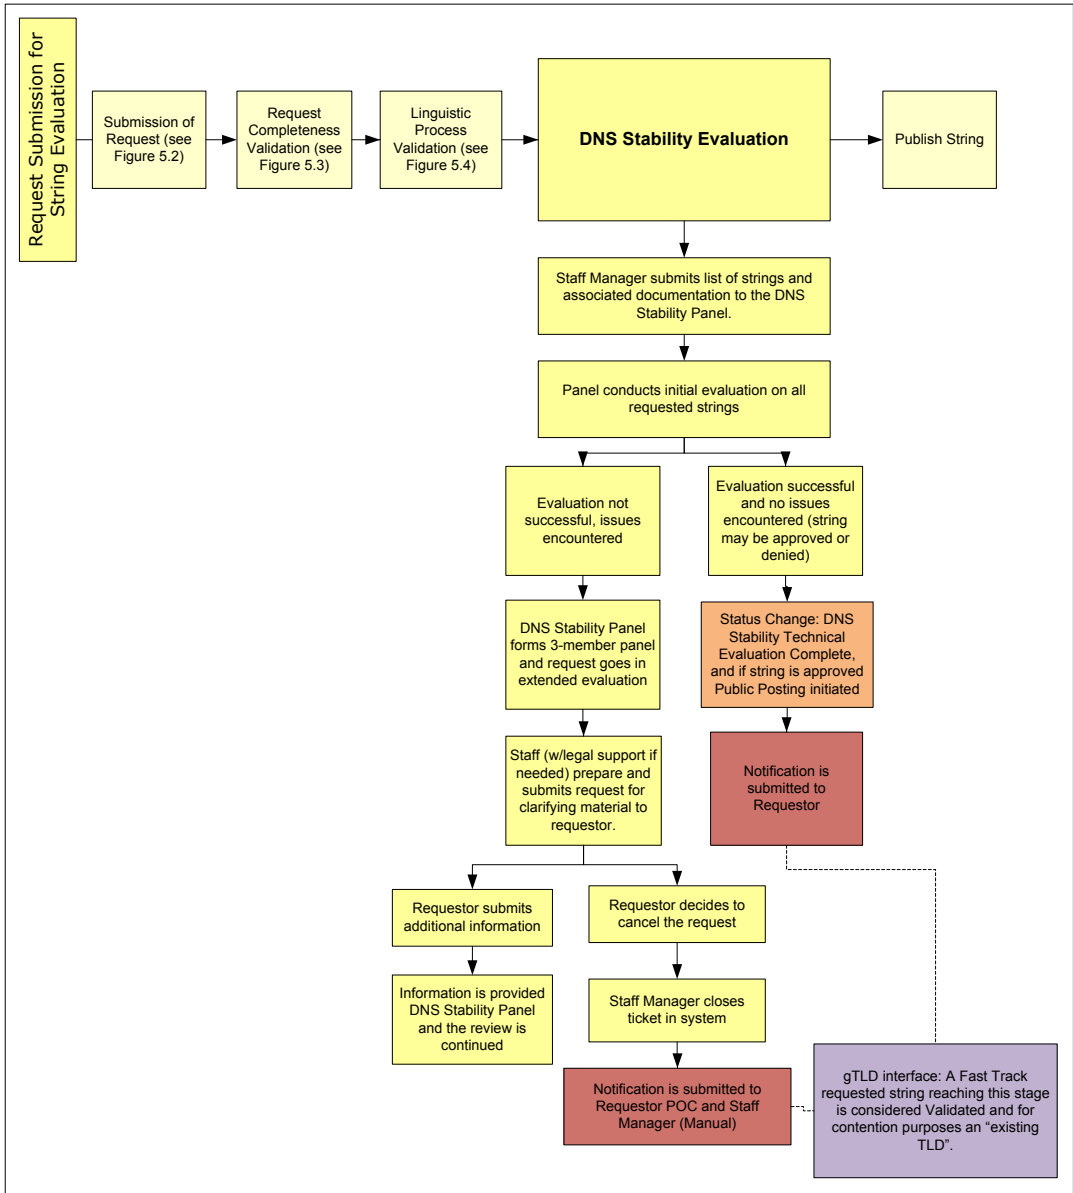 Request Submission for
String Evaluation
Submission of
Request (see
Figure 5.2)
Request
Completeness
Validation (see
Figure 5.3)
Linguistic
Process
Validation (see
Figure 5.4)
DNS Stability Evaluation
Publish String
Staff Manager submits list of strings and
associated documentation to the DNS
Stability Panel.
Panel conducts initial evaluation on all
requested strings
Evaluation not
successful, issues
encountered
Evaluation successful
and no issues
encountered (string
may be approved or
denied)
DNS Stability Panel
forms 3-member panel
and request goes in
extended evaluation
Status Change: DNS
Stability Technical
Evaluation Complete,
and if string is approved
Public Posting initiated
Staff (w/legal support if
needed) prepare and
submits request for
clarifying material to
requestor.
Notification is
submitted to
Requestor
Requestor submits
additional information
Requestor decides to
cancel the request
Information is provided
DNS Stability Panel
and the review is
continued
Staff Manager closes
ticket in system
Notification is submitted to
Requestor POC and Staff
Manager (Manual)
gTLD interface: A Fast Track
requested string reaching this stage
is considered Validated and for
contention purposes an “existing
TLD”.